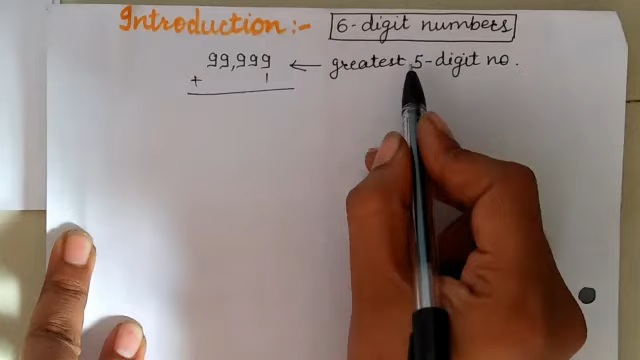 Introduction :- 6-digit numbers
99,999 ← greatest 5-digit no.
+ 1